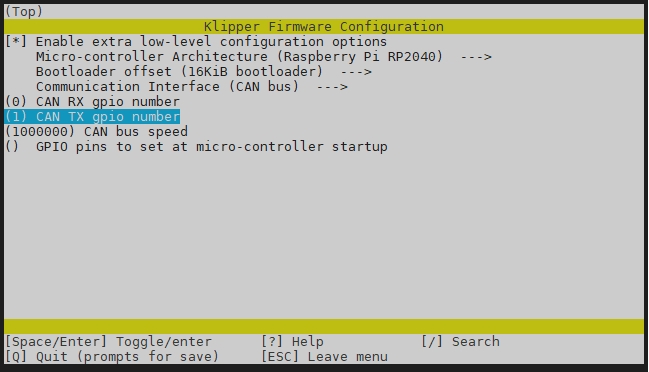 (Top)
Klipper Firmware Configuration
[*] Enable extra low-level configuration options
Micro-controller Architecture (Raspberry Pi RP2040)  --->
Bootloader offset (16KiB bootloader)  --->
Communication Interface (CAN bus)  --->
(0) CAN RX gpio number
(1) CAN TX gpio number
(1000000) CAN bus speed
()  GPIO pins to set at micro-controller startup
[Space/Enter] Toggle/enter [?] Help [/] Search
[Q] Quit (prompts for save) [ESC] Leave menu